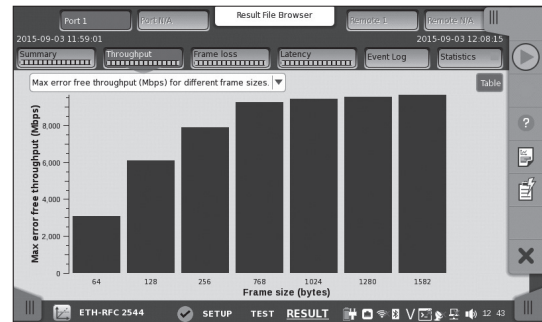 Port 1
Port N/A
Result File Browser
Remote 1
Remote N/A
2015-09-03 11:59:01
2015-09-03 12:08:15
Summary
Throughput
Frame loss
Latency
Event Log
Statistics
Max error free throughput (Mbps) for different frame sizes.
Table
Max error free throughput (Mbps)
8,000
6,000
4,000
2,000
0
64 128 256 768 1024 1280 1582
Frame size (bytes)
ETH-RFC 2544
SETUP
TEST
RESULT
12 43